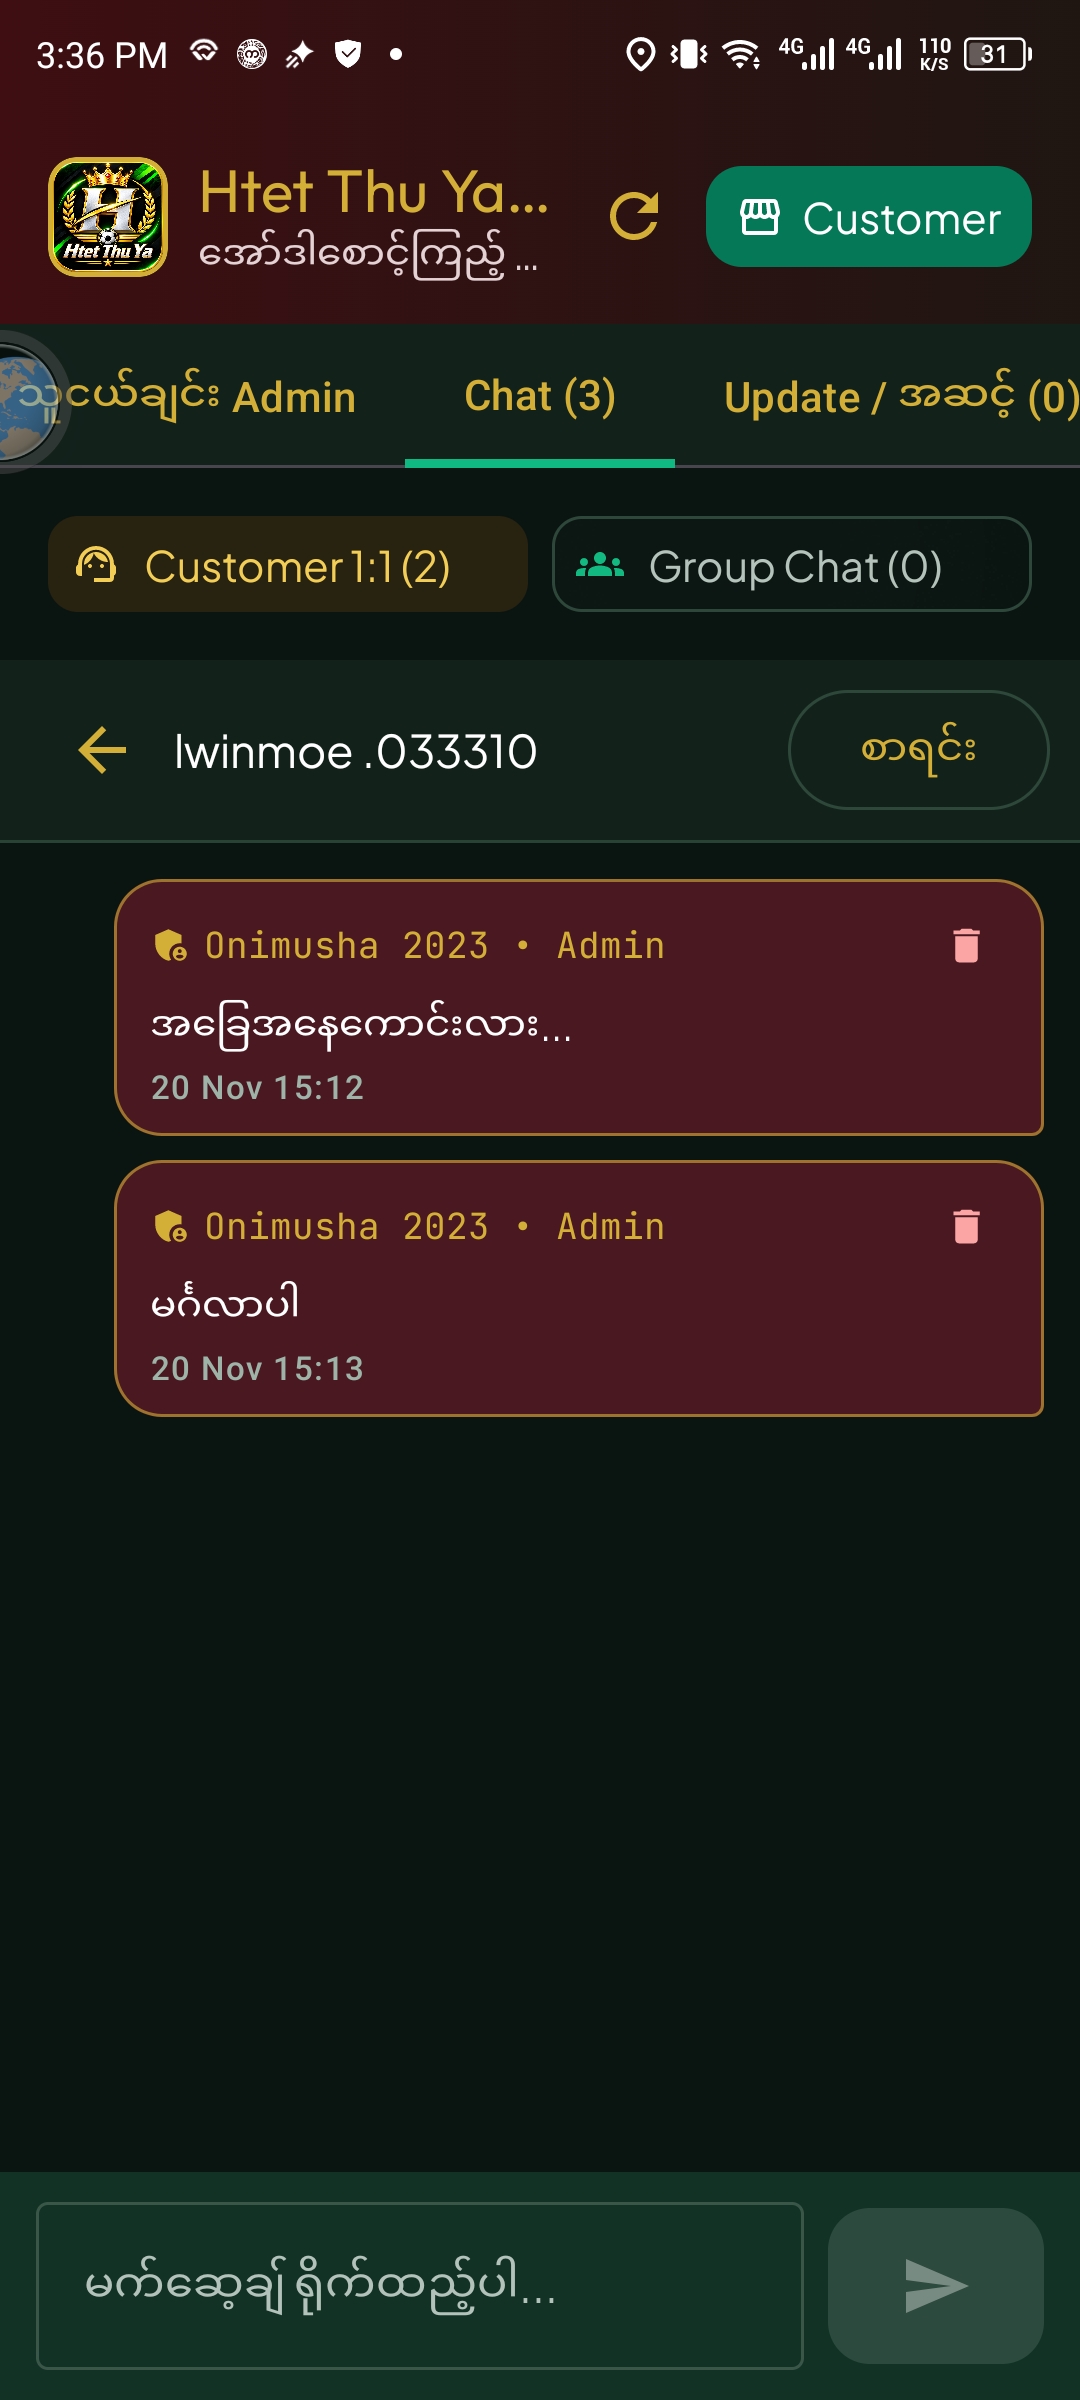 3:36 PM
4G 4G 110 K/S 31
Htet Thu Ya
Htet Thu Ya...
အော်ဒါစောင့်ကြည့် ...
Customer
သူငယ်ချင်း Admin
Chat (3)
Update / အဆင့် (0)
Customer 1:1 (2)
Group Chat (0)
lwinmoe .033310
စာရင်း
Onimusha 2023 • Admin
အခြေအနေကောင်းလား...
20 Nov 15:12
Onimusha 2023 • Admin
မင်္ဂလာပါ
20 Nov 15:13
မက်ဆေ့ချ် ရိုက်ထည့်ပါ...